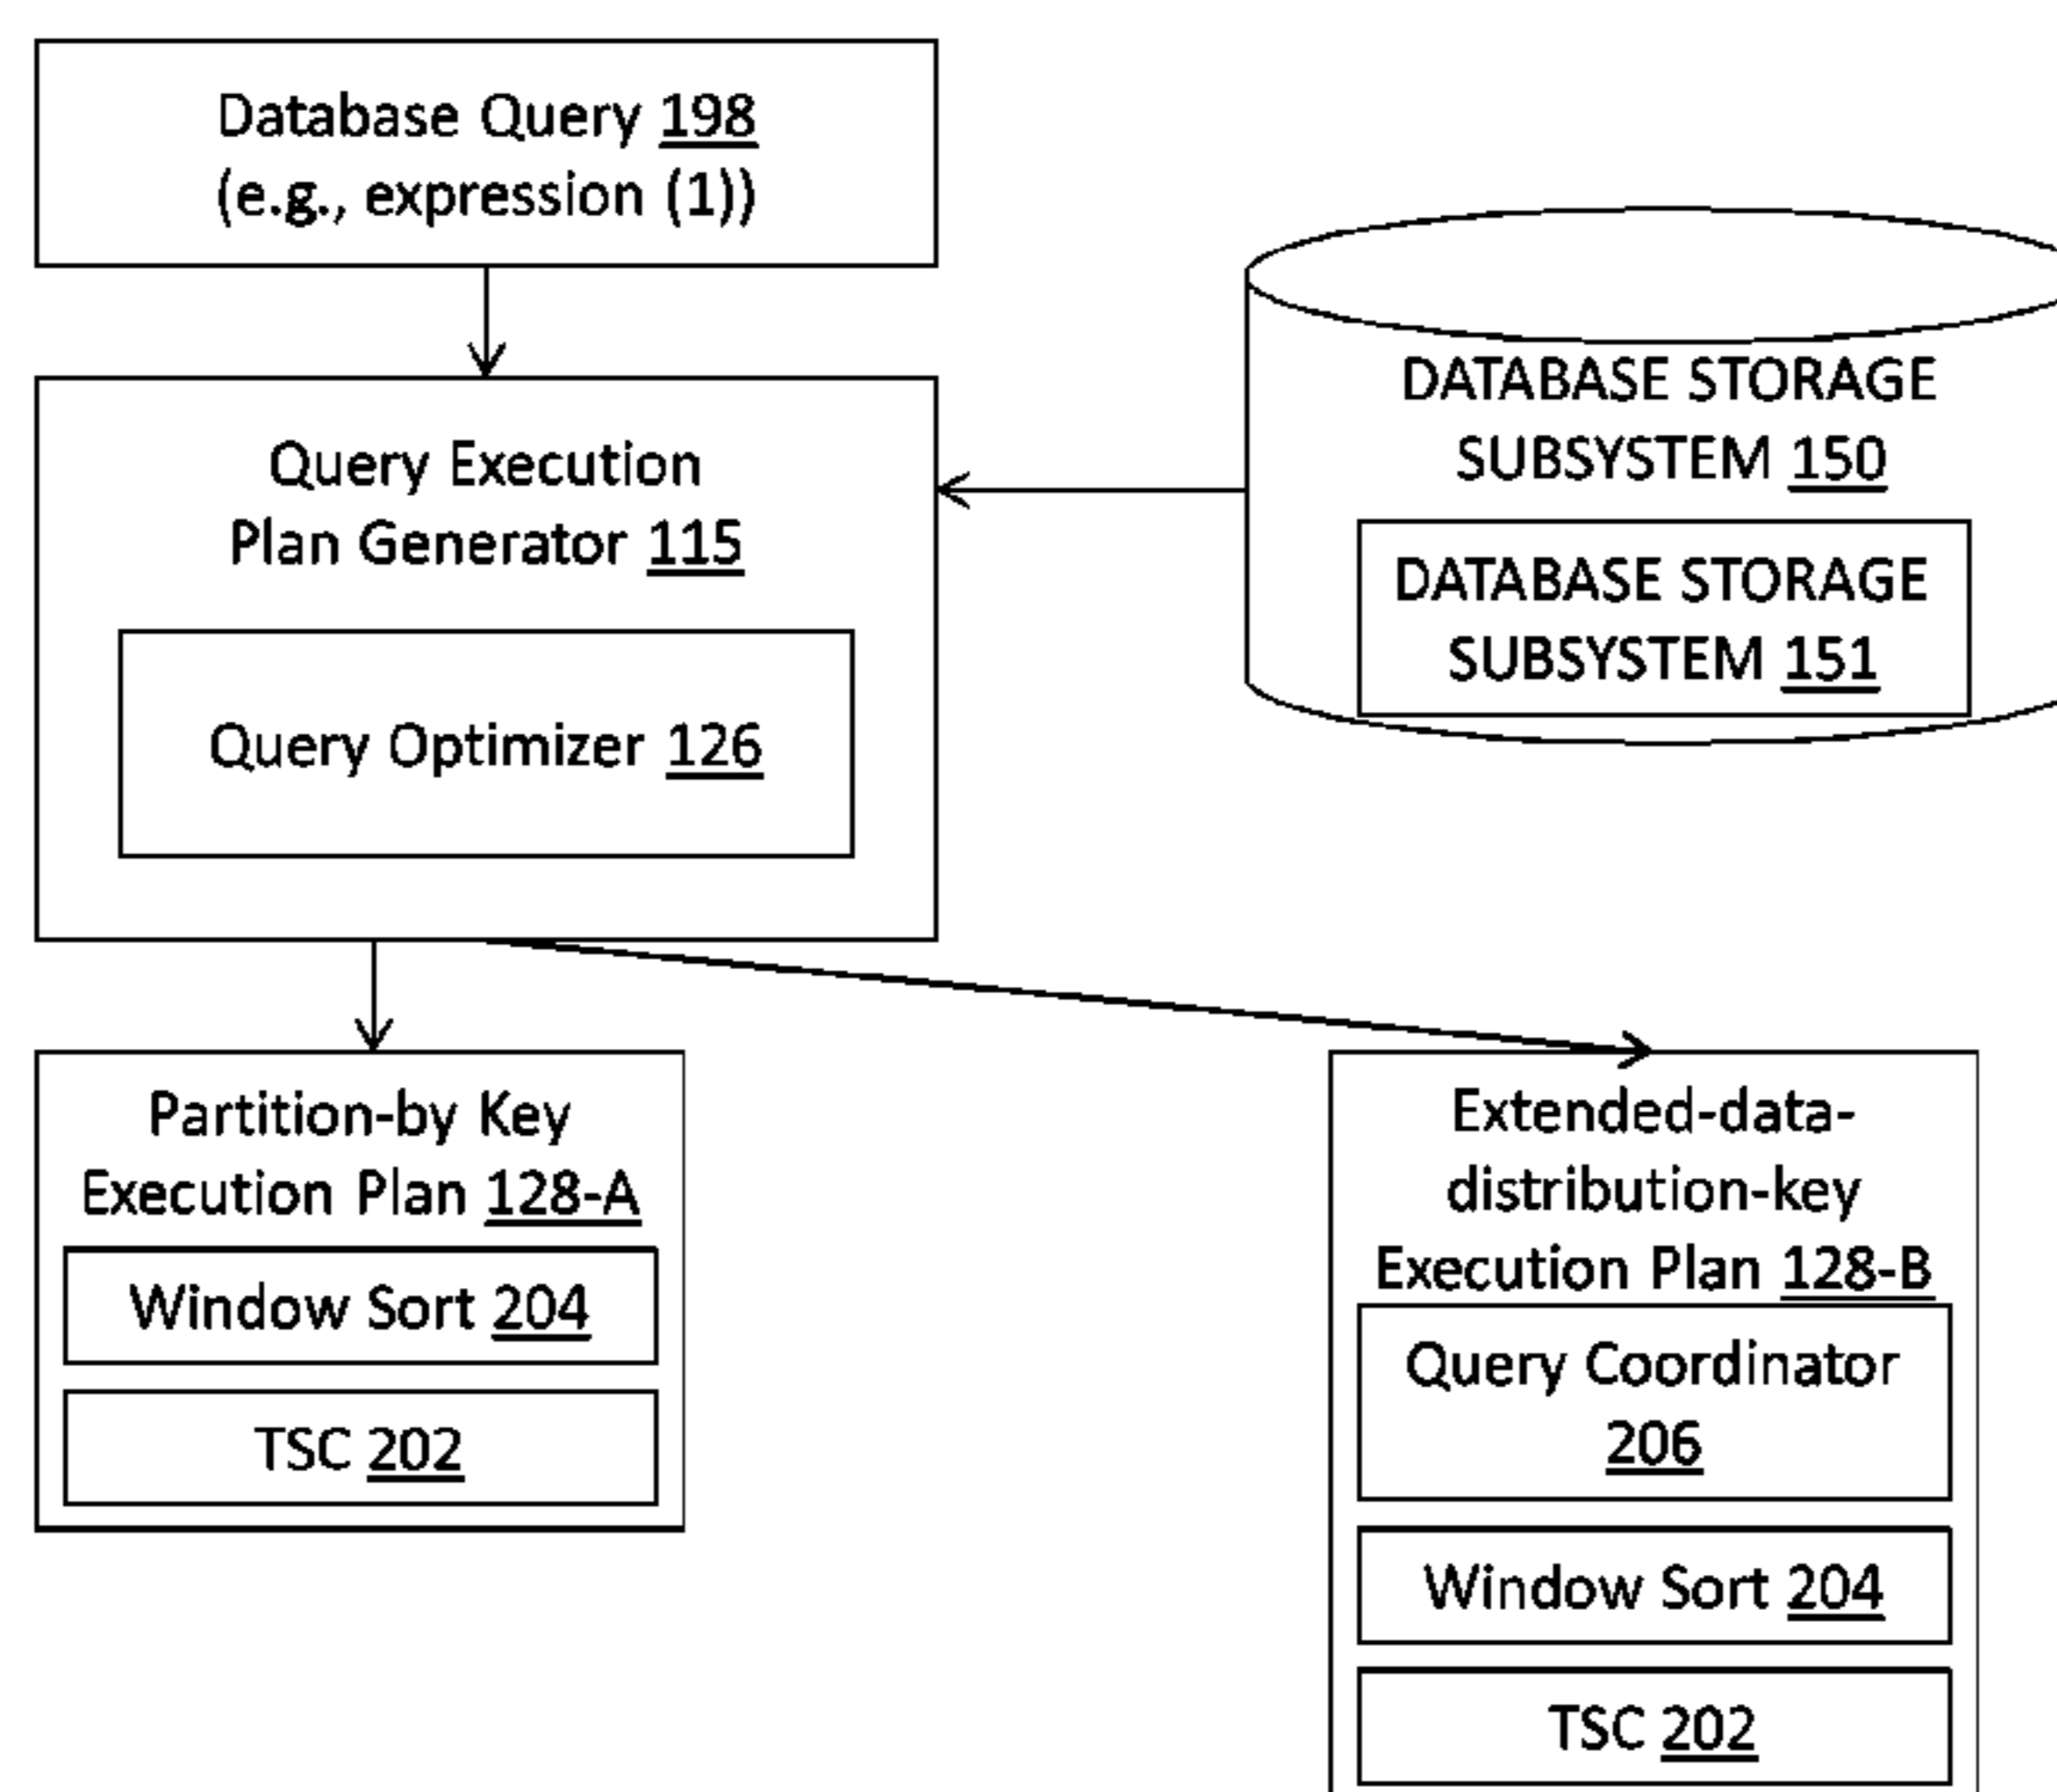 Database Query 198
(e.g., expression (1))
DATABASE STORAGE
SUBSYSTEM 150
DATABASE STORAGE
SUBSYSTEM 151
Query Execution
Plan Generator 115
Query Optimizer 126
Partition-by Key
Execution Plan 128-A
Window Sort 204
TSC 202
Extended-data-
distribution-key
Execution Plan 128-B
Query Coordinator
206
Window Sort 204
TSC 202